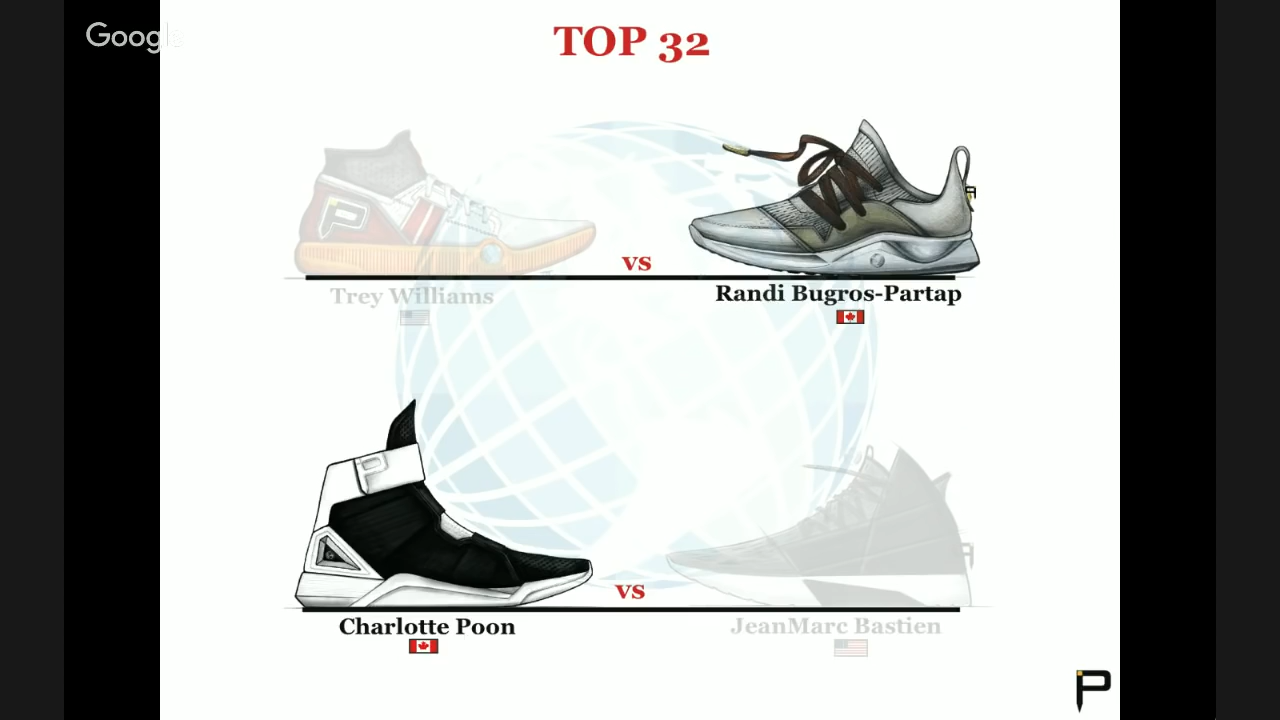 Google
TOP 32
vs
Trey Williams
Randi Bugros-Partap
vs
Charlotte Poon
JeanMarc Bastien
P